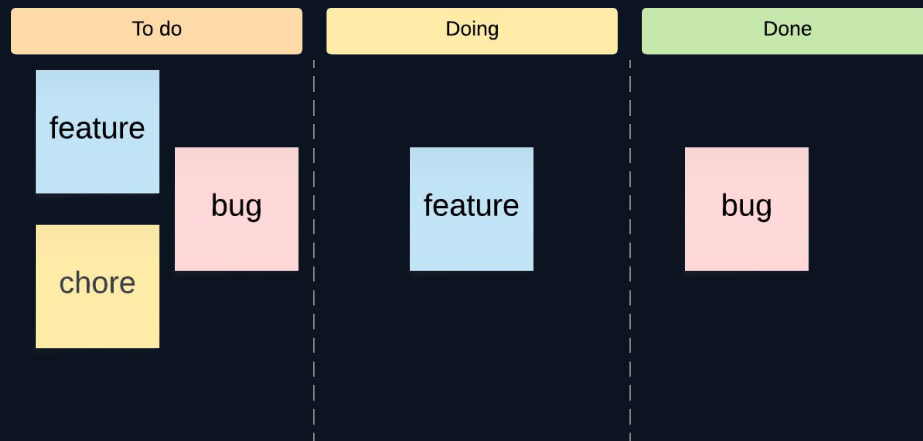 To do
Doing
Done
feature
bug
chore
feature
bug